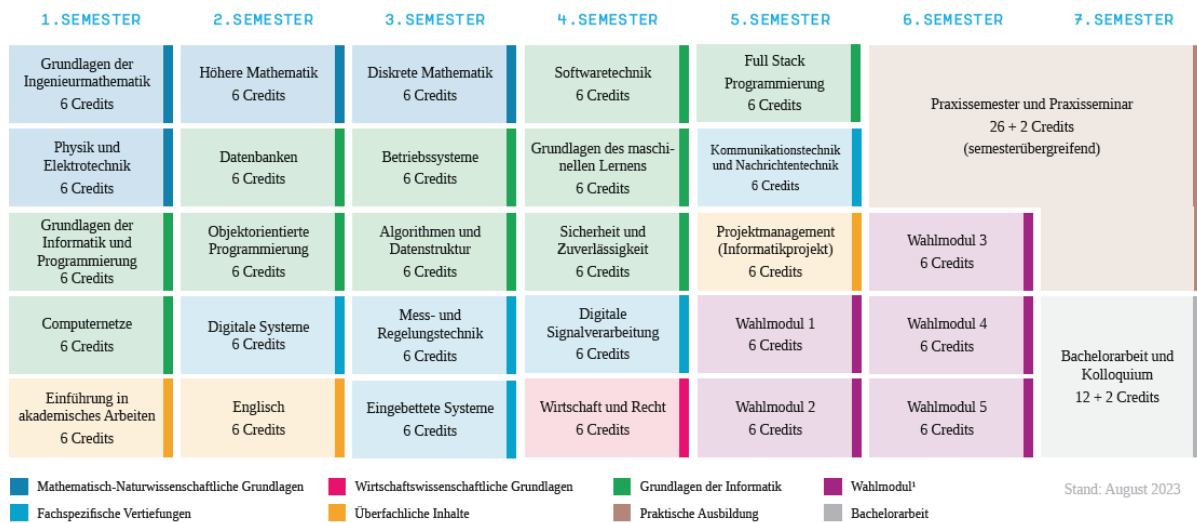 1.SEMESTER
2.SEMESTER
3.SEMESTER
4.SEMESTER
5.SEMESTER
6.SEMESTER
7.SEMESTER
Grundlagen der
Ingenieurmathematik
6 Credits
Höhere Mathematik
6 Credits
Diskrete Mathematik
6 Credits
Softwaretechnik
6 Credits
Full Stack
Programmierung
6 Credits
Praxissemester und Praxisseminar
26 + 2 Credits
(semesterübergreifend)
Physik und
Elektrotechnik
6 Credits
Datenbanken
6 Credits
Betriebssysteme
6 Credits
Grundlagen des maschi-
nellen Lernens
6 Credits
Kommunikationstechnik
und Nachrichtentechnik
6 Credits
Grundlagen der
Informatik und
Programmierung
6 Credits
Objektorientierte
Programmierung
6 Credits
Algorithmen und
Datenstruktur
6 Credits
Sicherheit und
Zuverlässigkeit
6 Credits
Projektmanagement
(Informatikprojekt)
6 Credits
Wahlmodul 3
6 Credits
Computernetze
6 Credits
Digitale Systeme
6 Credits
Mess- und
Regelungstechnik
6 Credits
Digitale
Signalverarbeitung
6 Credits
Wahlmodul 1
6 Credits
Wahlmodul 4
6 Credits
Bachelorarbeit und
Kolloquium
12 + 2 Credits
Einführung in
akademisches Arbeiten
6 Credits
Englisch
6 Credits
Eingebettete Systeme
6 Credits
Wirtschaft und Recht
6 Credits
Wahlmodul 2
6 Credits
Wahlmodul 5
6 Credits
Mathematisch-Naturwissenschaftliche Grundlagen
Wirtschaftswissenschaftliche Grundlagen
Grundlagen der Informatik
Wahlmodul¹
Fachspezifische Vertiefungen
Überfachliche Inhalte
Praktische Ausbildung
Bachelorarbeit
Stand: August 2023